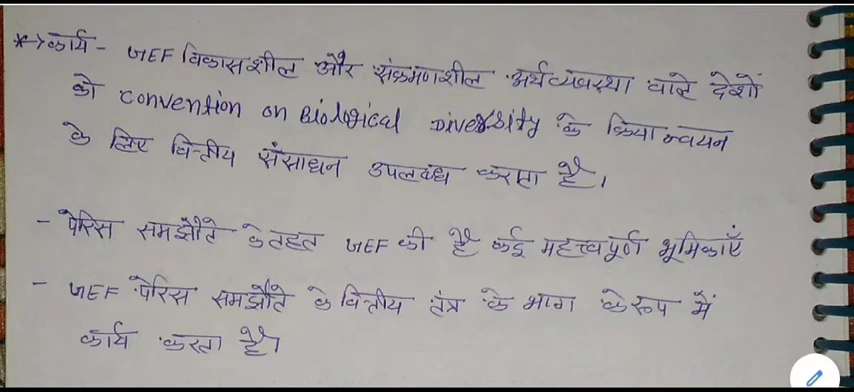 *→ कार्य - GEF विकासशील और संक्रमणशील अर्थव्यवस्था वाले देशों
को Convention on Biological Diversity के क्रियान्वयन
के लिए वित्तीय संसाधन उपलब्ध करता है।
- पेरिस समझौते के तहत GEF की है कई महत्त्वपूर्ण भूमिकाएँ
- GEF पेरिस समझौते के वित्तीय तंत्र के भाग के रूप में
कार्य करता है।